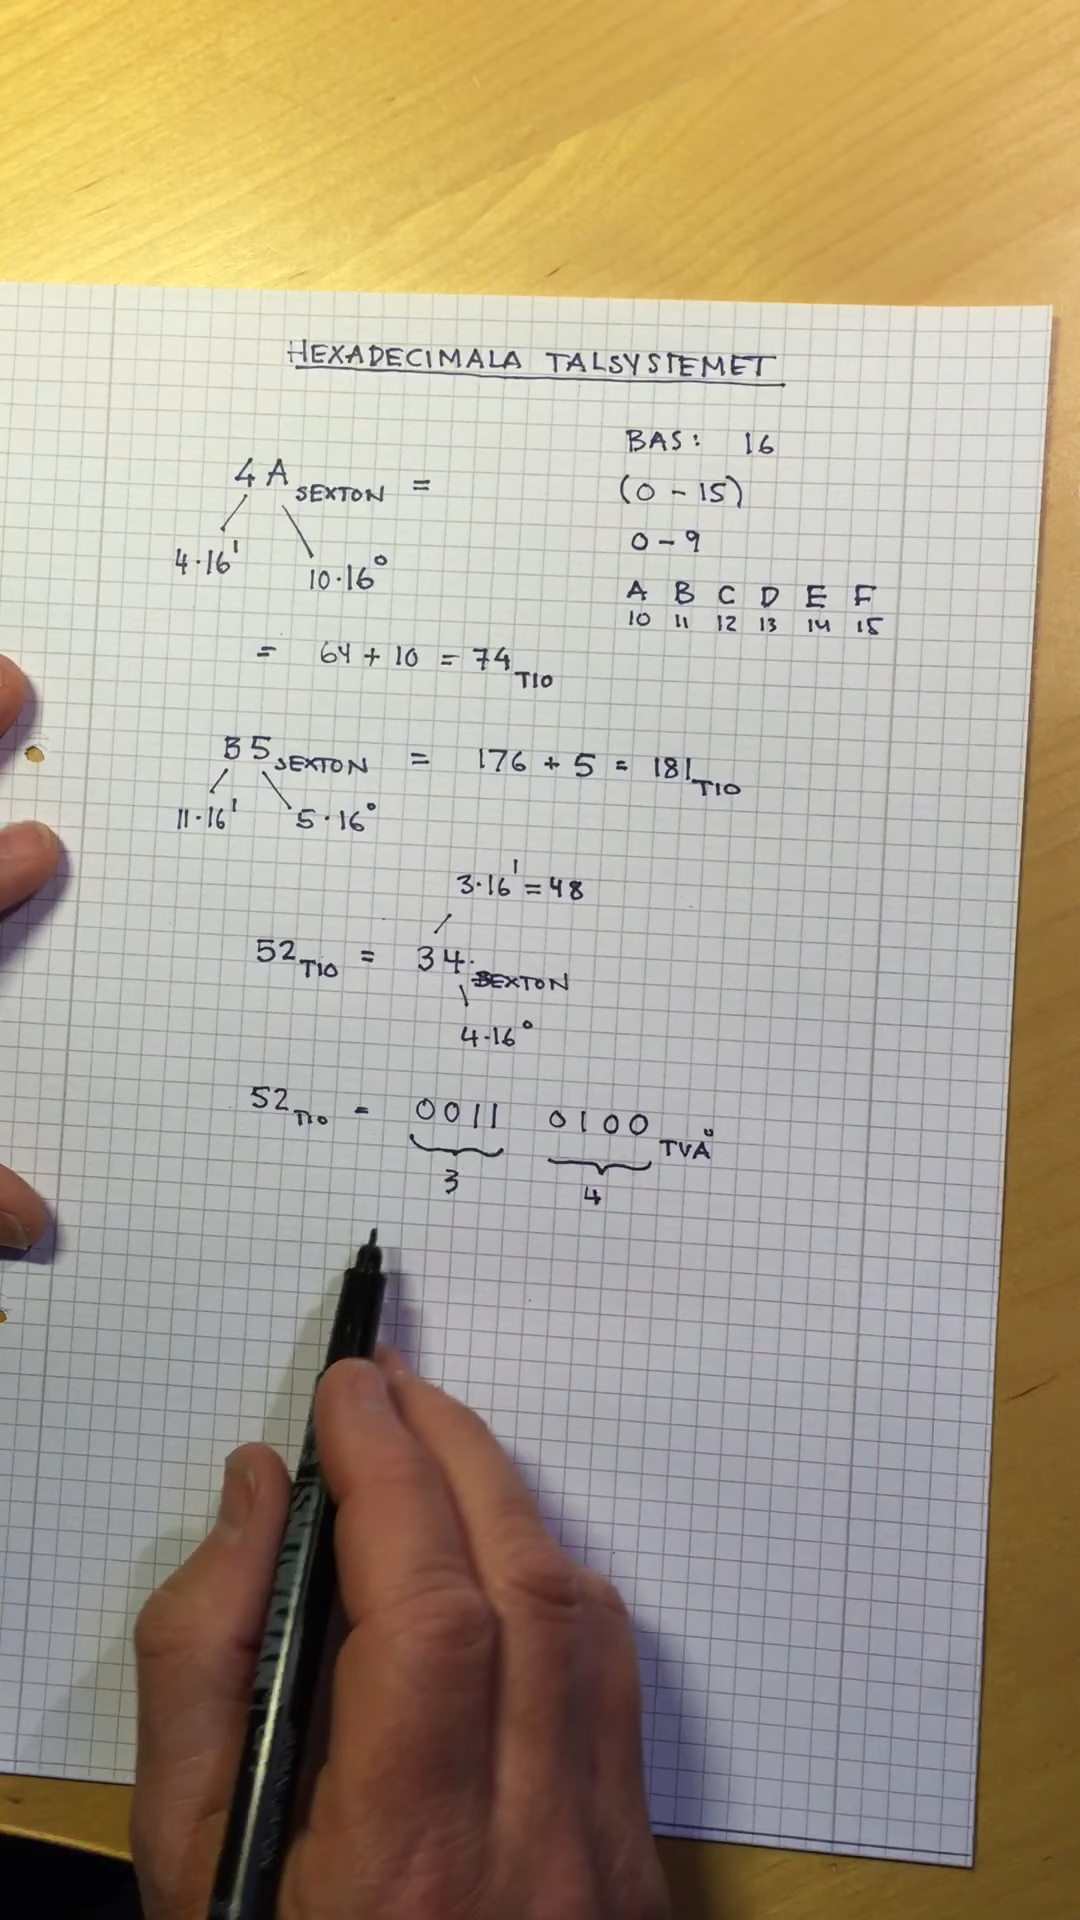 HEXADECIMALA TALSYSTEMET
BAS: 16
(0 - 15)
0 - 9
A B C D E F
10 11 12 13 14 15
4A SEXTON =
4·16¹ 10·16⁰
= 64 + 10 = 74 TIO
B5 SEXTON = 176 + 5 = 181 TIO
11·16¹ 5·16⁰
3·16¹ = 48
52 TIO = 34 SEXTON
4·16⁰
52 TIO = 0011 0100 TVÅ
3 4